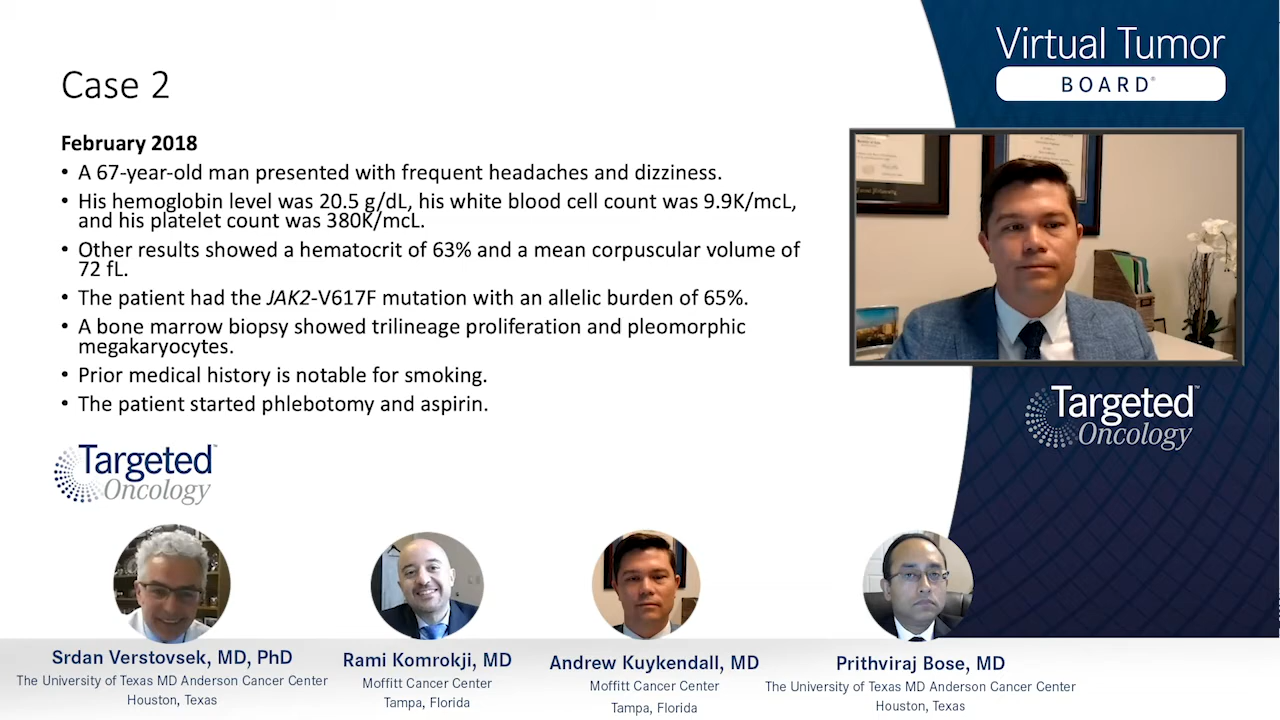 Case 2
February 2018
• A 67-year-old man presented with frequent headaches and dizziness.
• His hemoglobin level was 20.5 g/dL, his white blood cell count was 9.9K/mcL,
and his platelet count was 380K/mcL.
• Other results showed a hematocrit of 63% and a mean corpuscular volume of
72 fL.
• The patient had the JAK2-V617F mutation with an allelic burden of 65%.
• A bone marrow biopsy showed trilineage proliferation and pleomorphic
megakaryocytes.
• Prior medical history is notable for smoking.
• The patient started phlebotomy and aspirin.
Targeted™
Oncology
Virtual Tumor
BOARD®
Targeted™
Oncology
Srdan Verstovsek, MD, PhD
The University of Texas MD Anderson Cancer Center
Houston, Texas
Rami Komrokji, MD
Moffitt Cancer Center
Tampa, Florida
Andrew Kuykendall, MD
Moffitt Cancer Center
Tampa, Florida
Prithviraj Bose, MD
The University of Texas MD Anderson Cancer Center
Houston, Texas